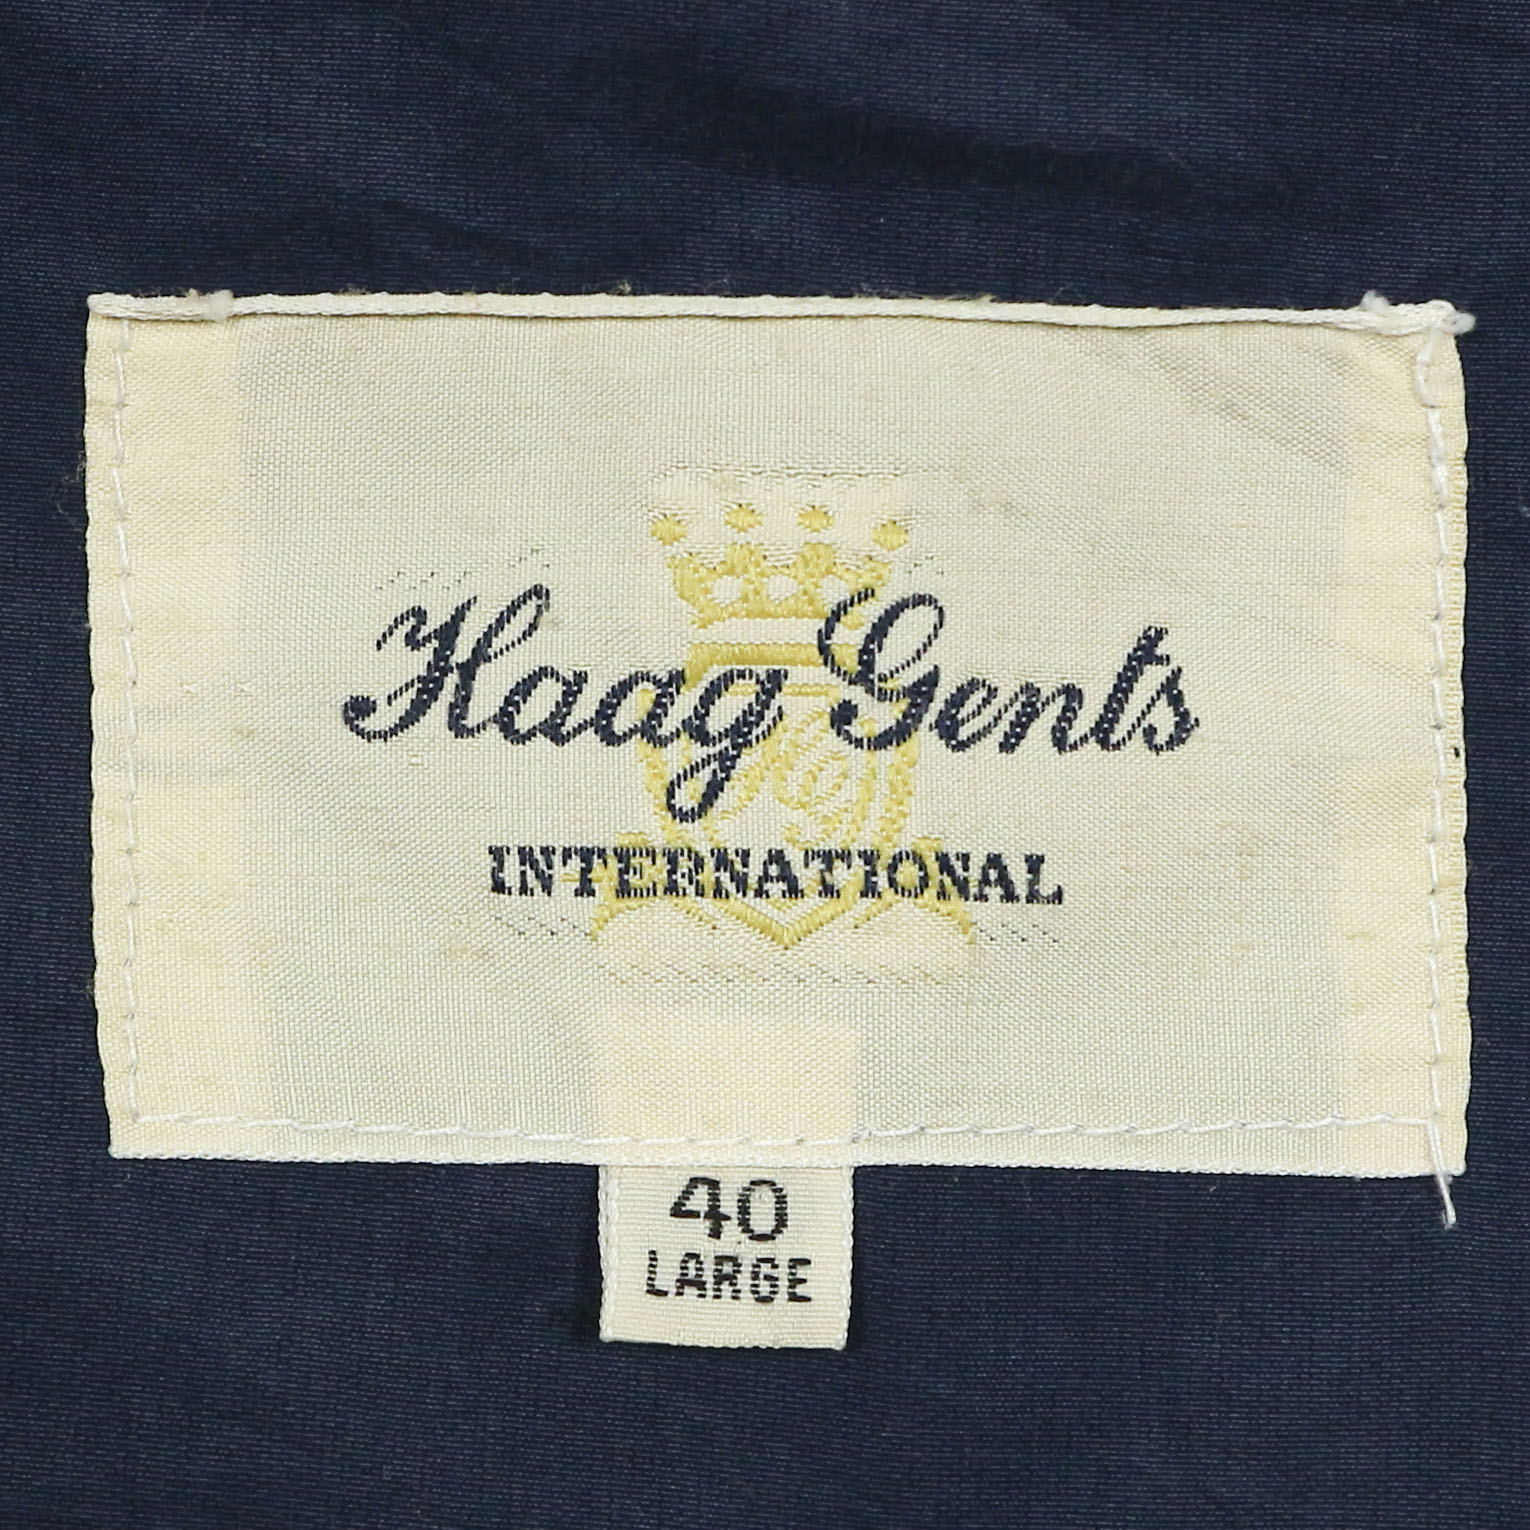 Haag Gents
INTERNATIONAL
40
LARGE